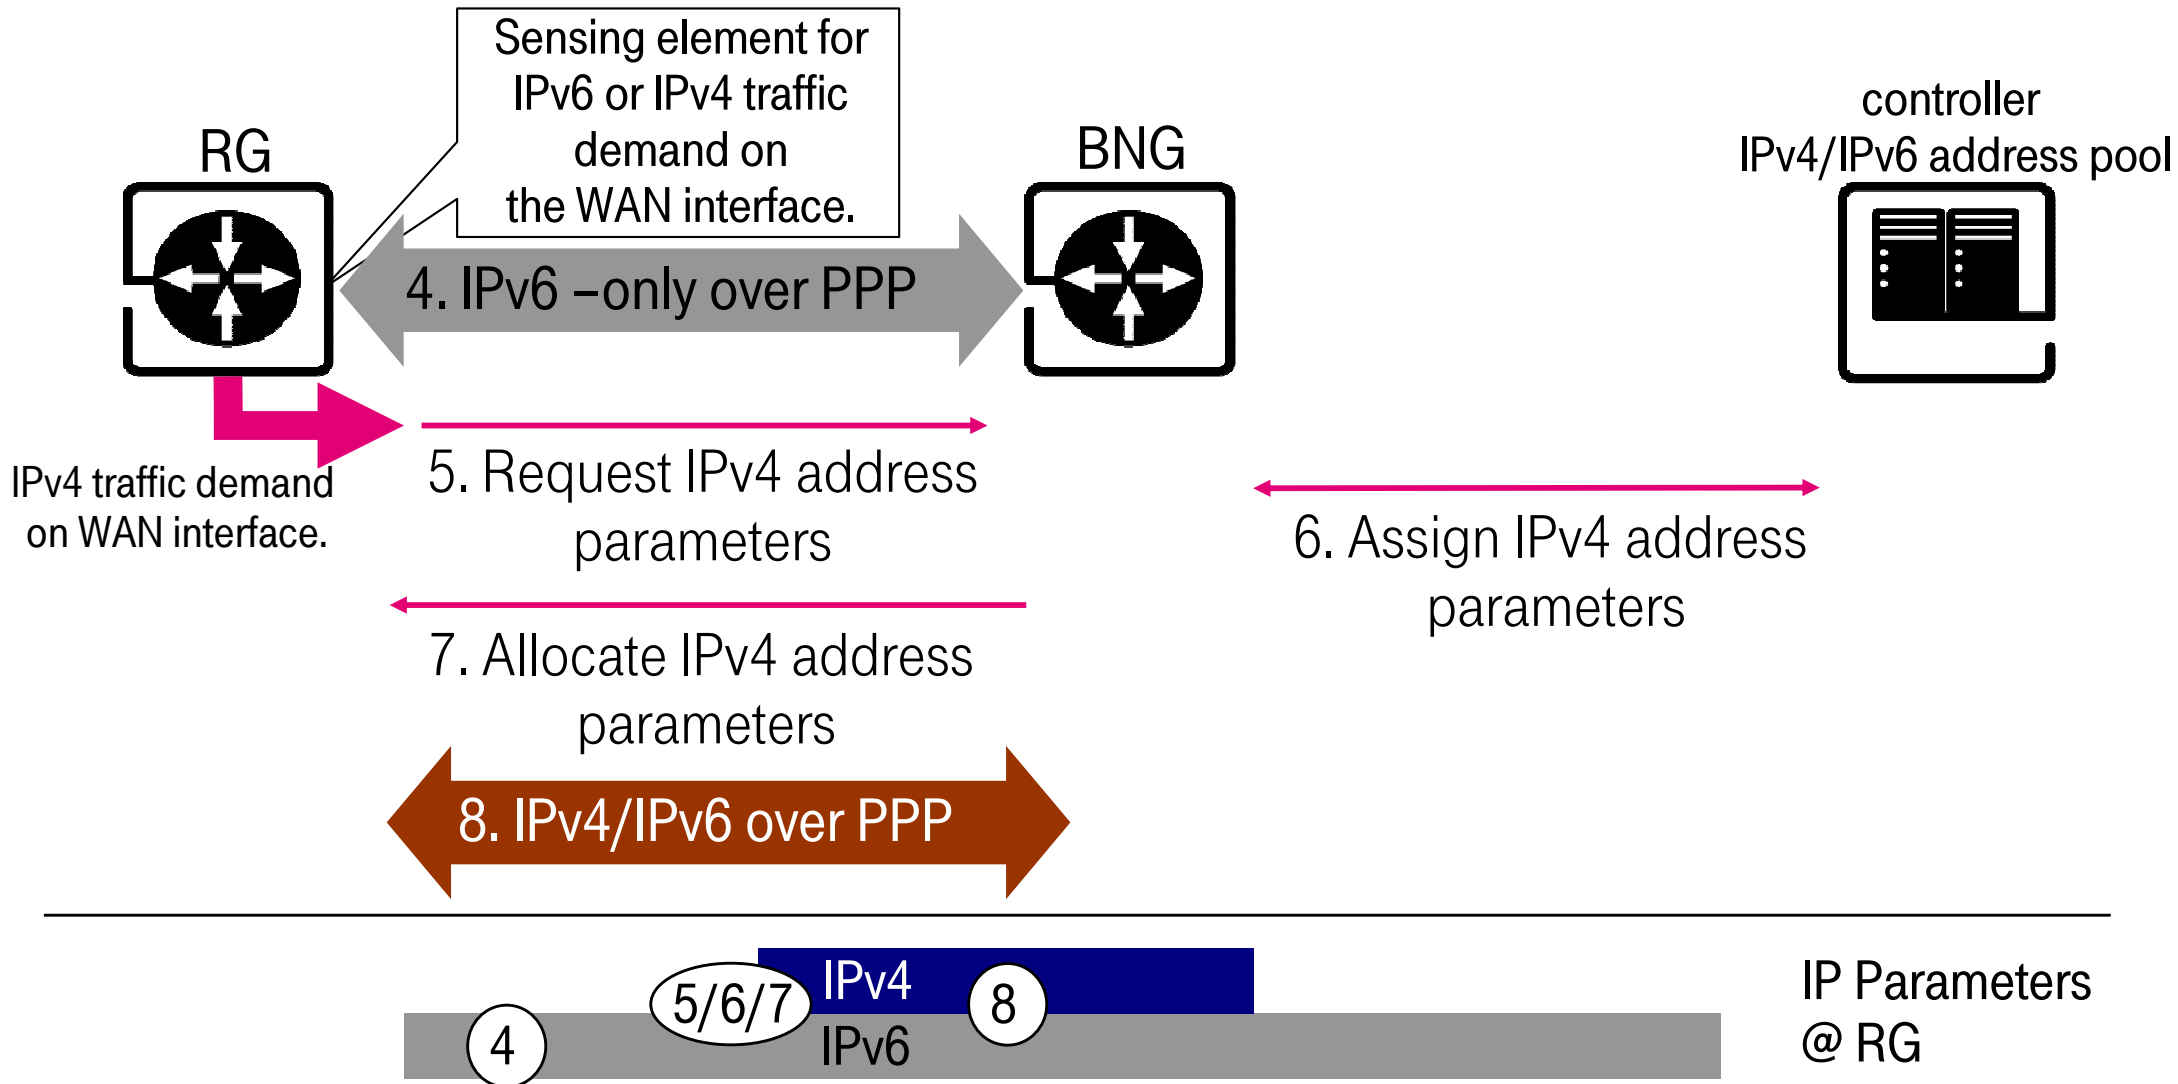 Sensing element for
IPv6 or IPv4 traffic
demand on
the WAN interface.
RG
BNG
controller
IPv4/IPv6 address pool
4. IPv6 –only over PPP
IPv4 traffic demand
on WAN interface.
5. Request IPv4 address
parameters
6. Assign IPv4 address
parameters
7. Allocate IPv4 address
parameters
8. IPv4/IPv6 over PPP
IPv4
5/6/7
8
4
IPv6
IP Parameters
@ RG